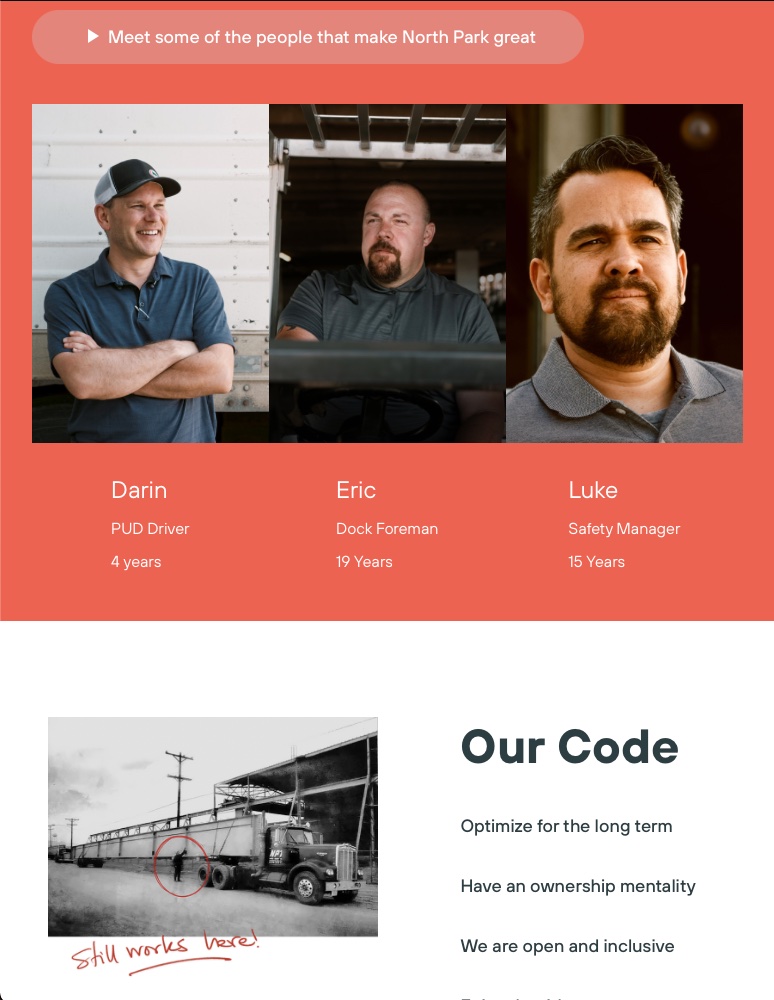 Meet some of the people that make North Park great
Darin
PUD Driver
4 years
Eric
Dock Foreman
19 Years
Luke
Safety Manager
15 Years
Still works here!
Our Code
Optimize for the long term
Have an ownership mentality
We are open and inclusive